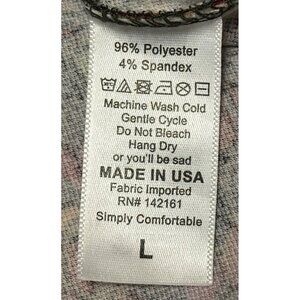 96% Polyester
4% Spandex
Machine Wash Cold
Gentle Cycle
Do Not Bleach
Hang Dry
or you'll be sad
MADE IN USA
Fabric Imported
RN# 142161
Simply Comfortable
L